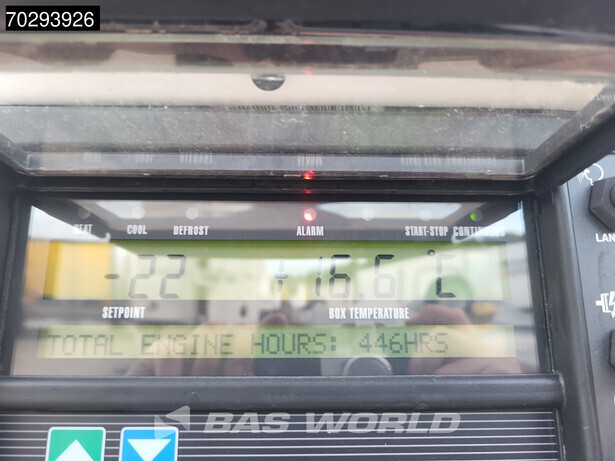 70293926
HEAT COOL DEFROST ALARM START-STOP CONTINUOUS
-22 +16.6 °C
SETPOINT BOX TEMPERATURE
TOTAL ENGINE HOURS: 446HRS
BAS WORLD
LAN